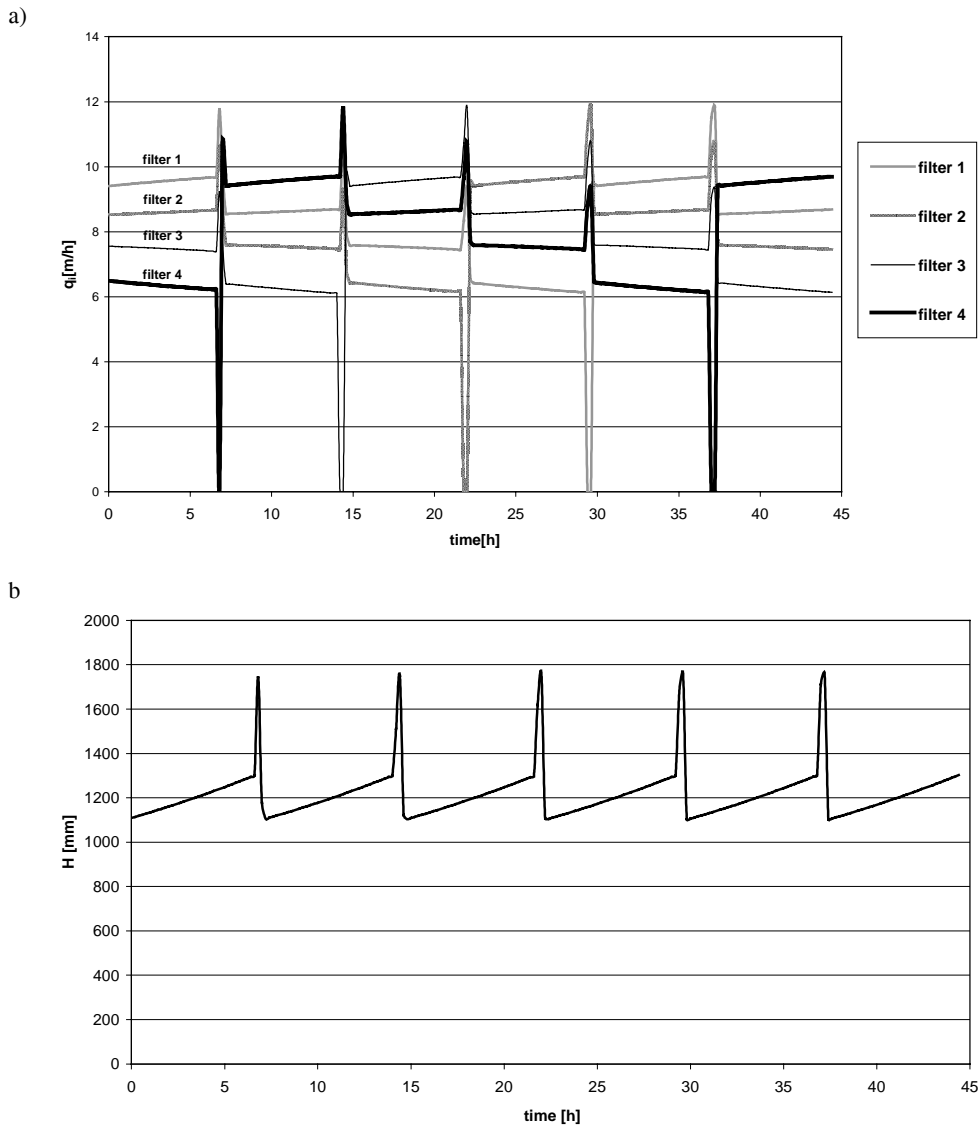 a)
14
12
10
8
6
4
2
0
q_i[m/h]
filter 1
filter 2
filter 3
filter 4
0 5 10 15 20 25 30 35 40 45
time[h]
filter 1
filter 2
filter 3
filter 4
b
2000
1800
1600
1400
1200
1000
800
600
400
200
0
H [mm]
0 5 10 15 20 25 30 35 40 45
time [h]